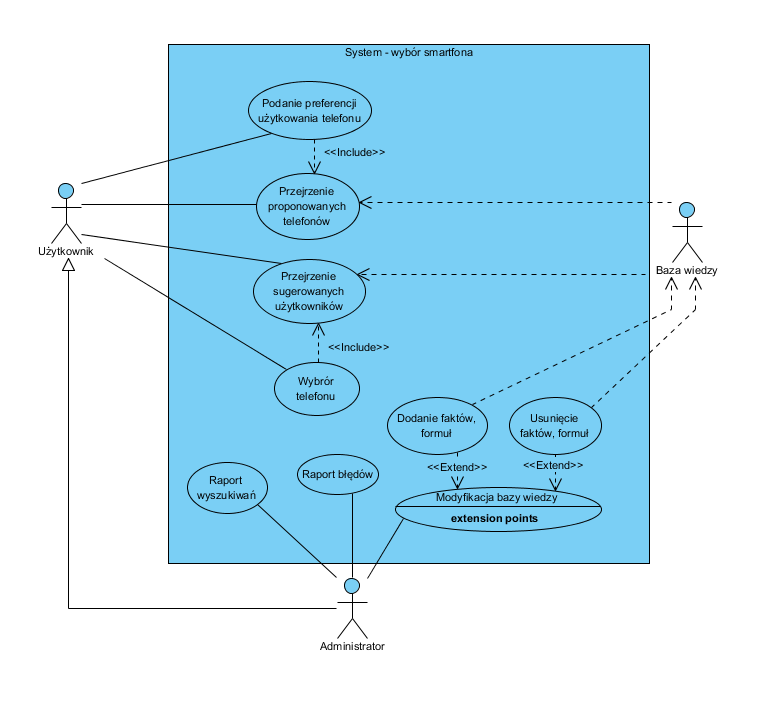 System - wybór smartfona
Podanie preferencji
użytkowania telefonu
<<Include>>
Przejrzenie
proponowanych
telefonów
Użytkownik
Baza wiedzy
Przejrzenie
sugerowanych
użytkowników
<<Include>>
Wybrór
telefonu
Dodanie faktów,
formuł
Usunięcie
faktów, formuł
<<Extend>>
<<Extend>>
Raport
wyszukiwań
Raport błędów
Modyfikacja bazy wiedzy
extension points
Administrator